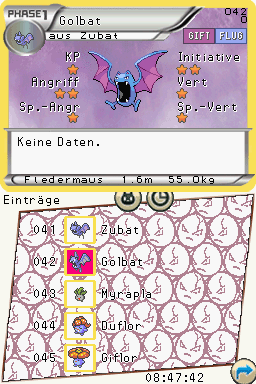 PHASE1 Golbat 042
aus Zubat 0
KP Initiative
GIFT FLUG
Angriff Vert
Sp.-Angr Sp.-Vert
Keine Daten.
Fledermaus 1.6m 55.0kg
Einträge
041 Zubat
042 Golbat
043 Myrapla
044 Duflor
045 Giflor
08:47:42